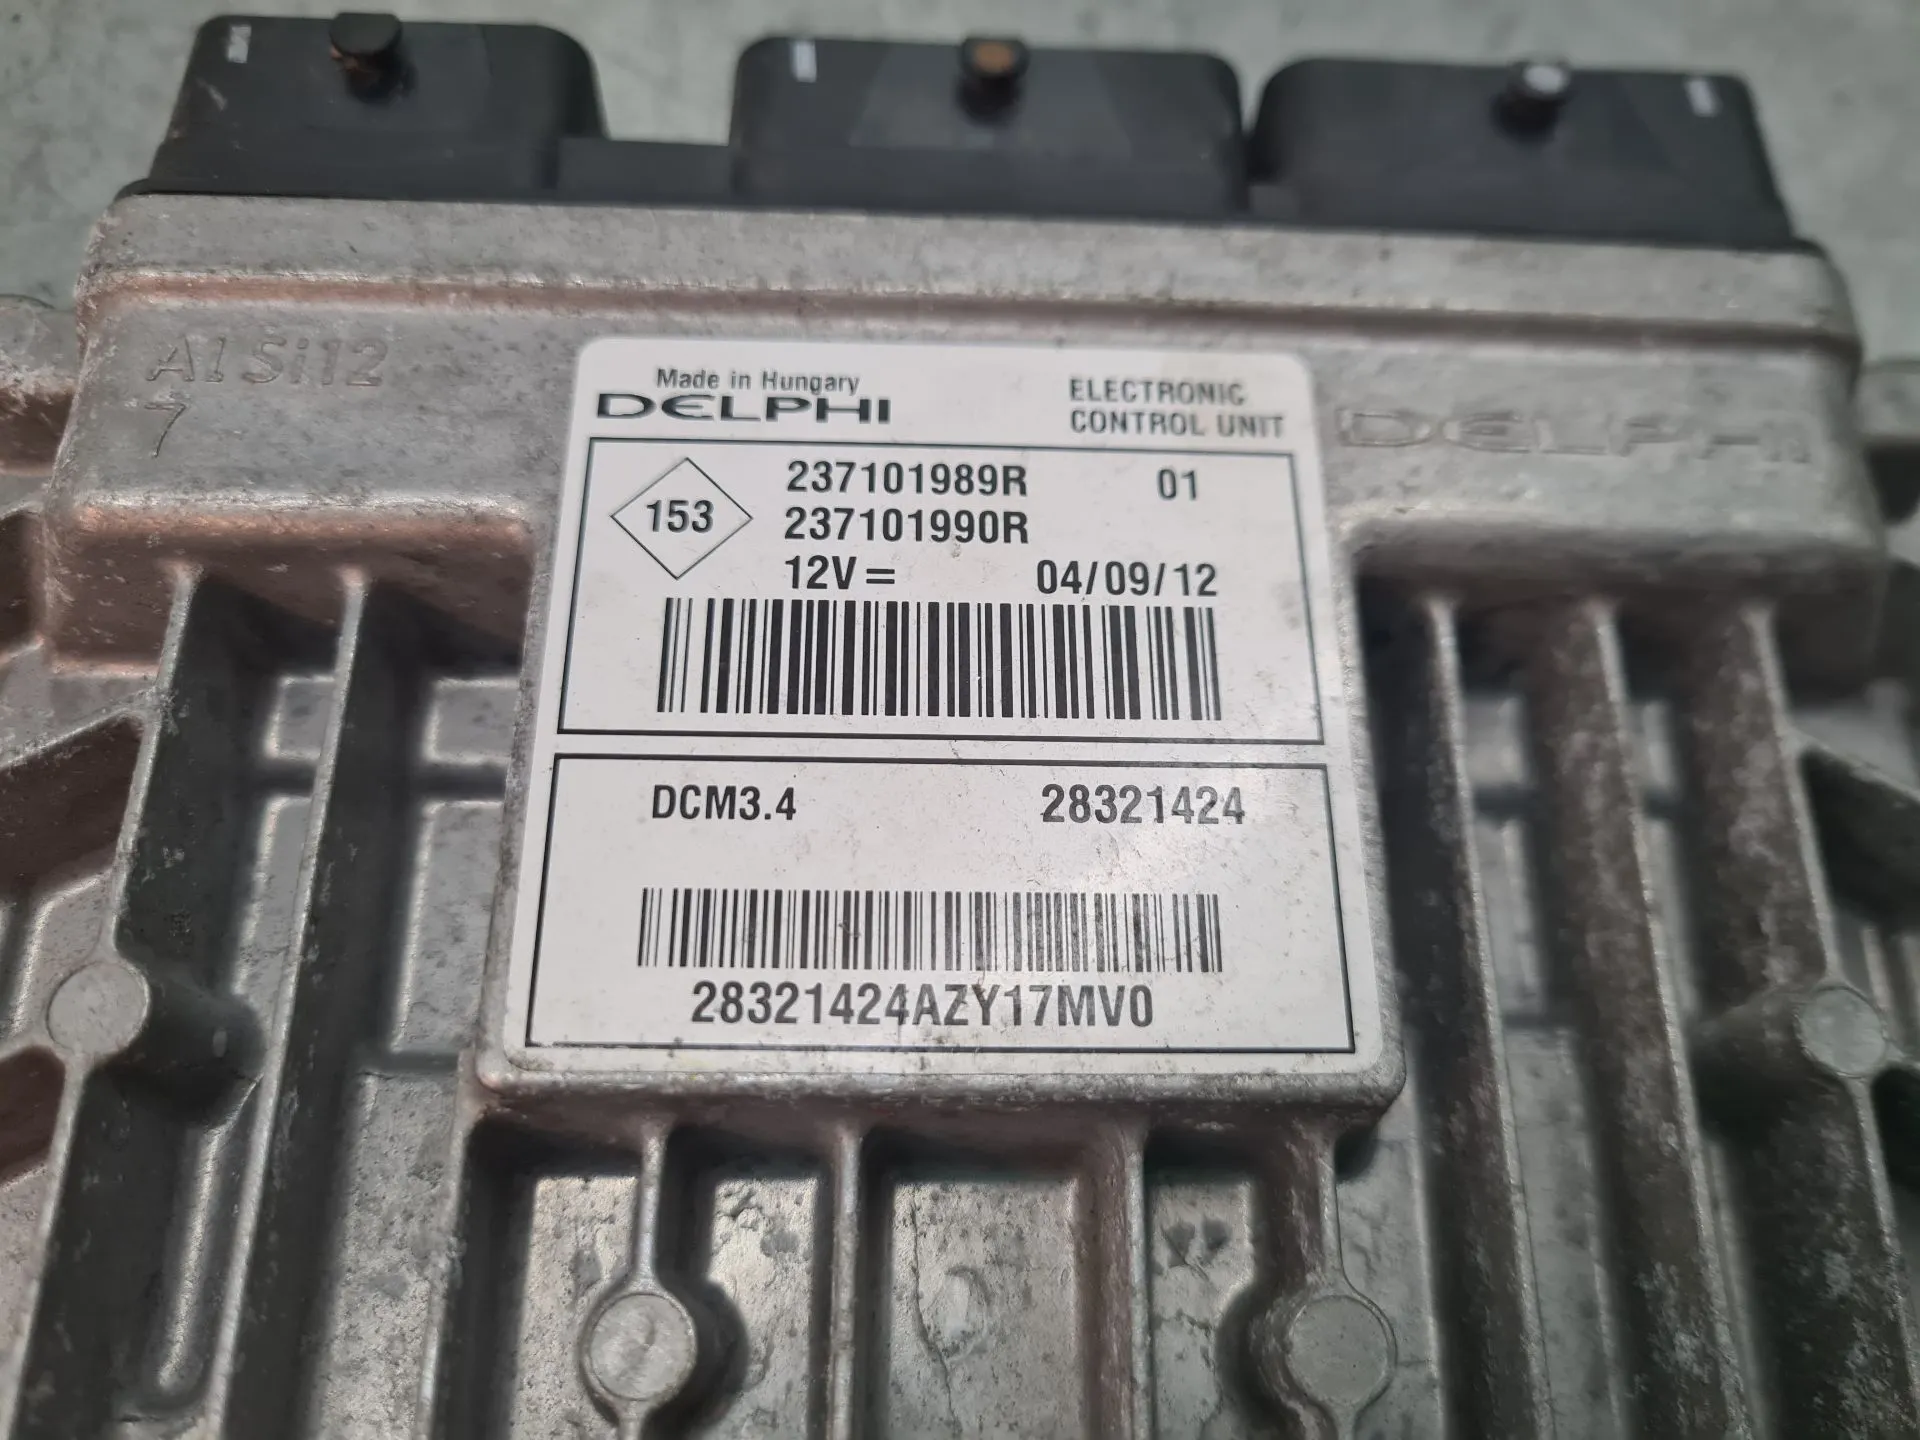 AlSi12
7
Made in Hungary
DELPHI
ELECTRONIC
CONTROL UNIT
DELPHI
153
237101989R 01
237101990R
12V= 04/09/12
DCM3.4 28321424
28321424AZY17MV0